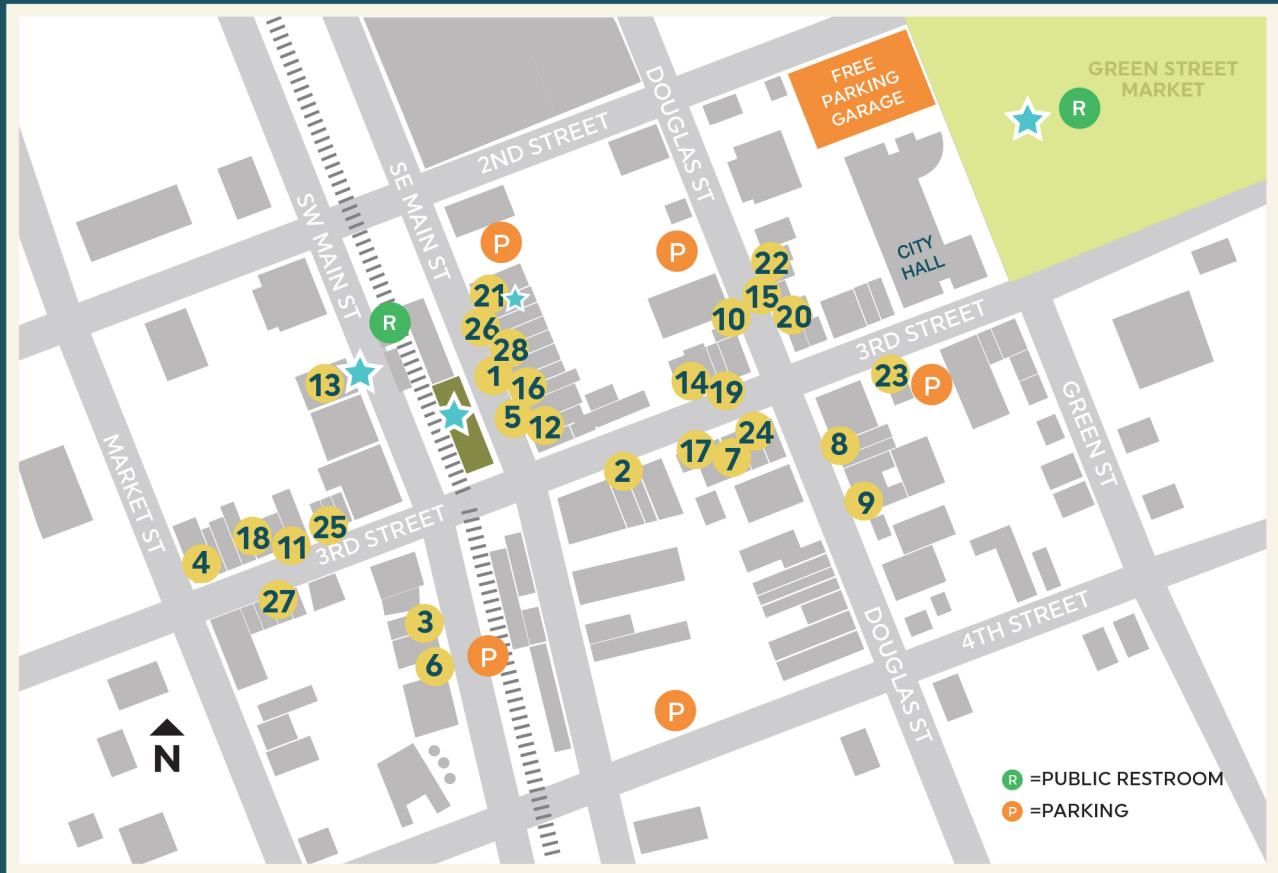 FREE
PARKING
GARAGE
GREEN STREET
MARKET
R
DOUGLAS ST
2ND STREET
SE MAIN ST
SW MAIN ST
P
P
CITY
HALL
22
21
15
20
10
26
R
28
3RD STREET
13
1
16
14
19
23
P
5
12
24
8
17
7
2
9
GREEN ST
MARKET ST
25
18
11
3RD STREET
4
27
3
6
P
4TH STREET
DOUGLAS ST
P
N
R =PUBLIC RESTROOM
P =PARKING